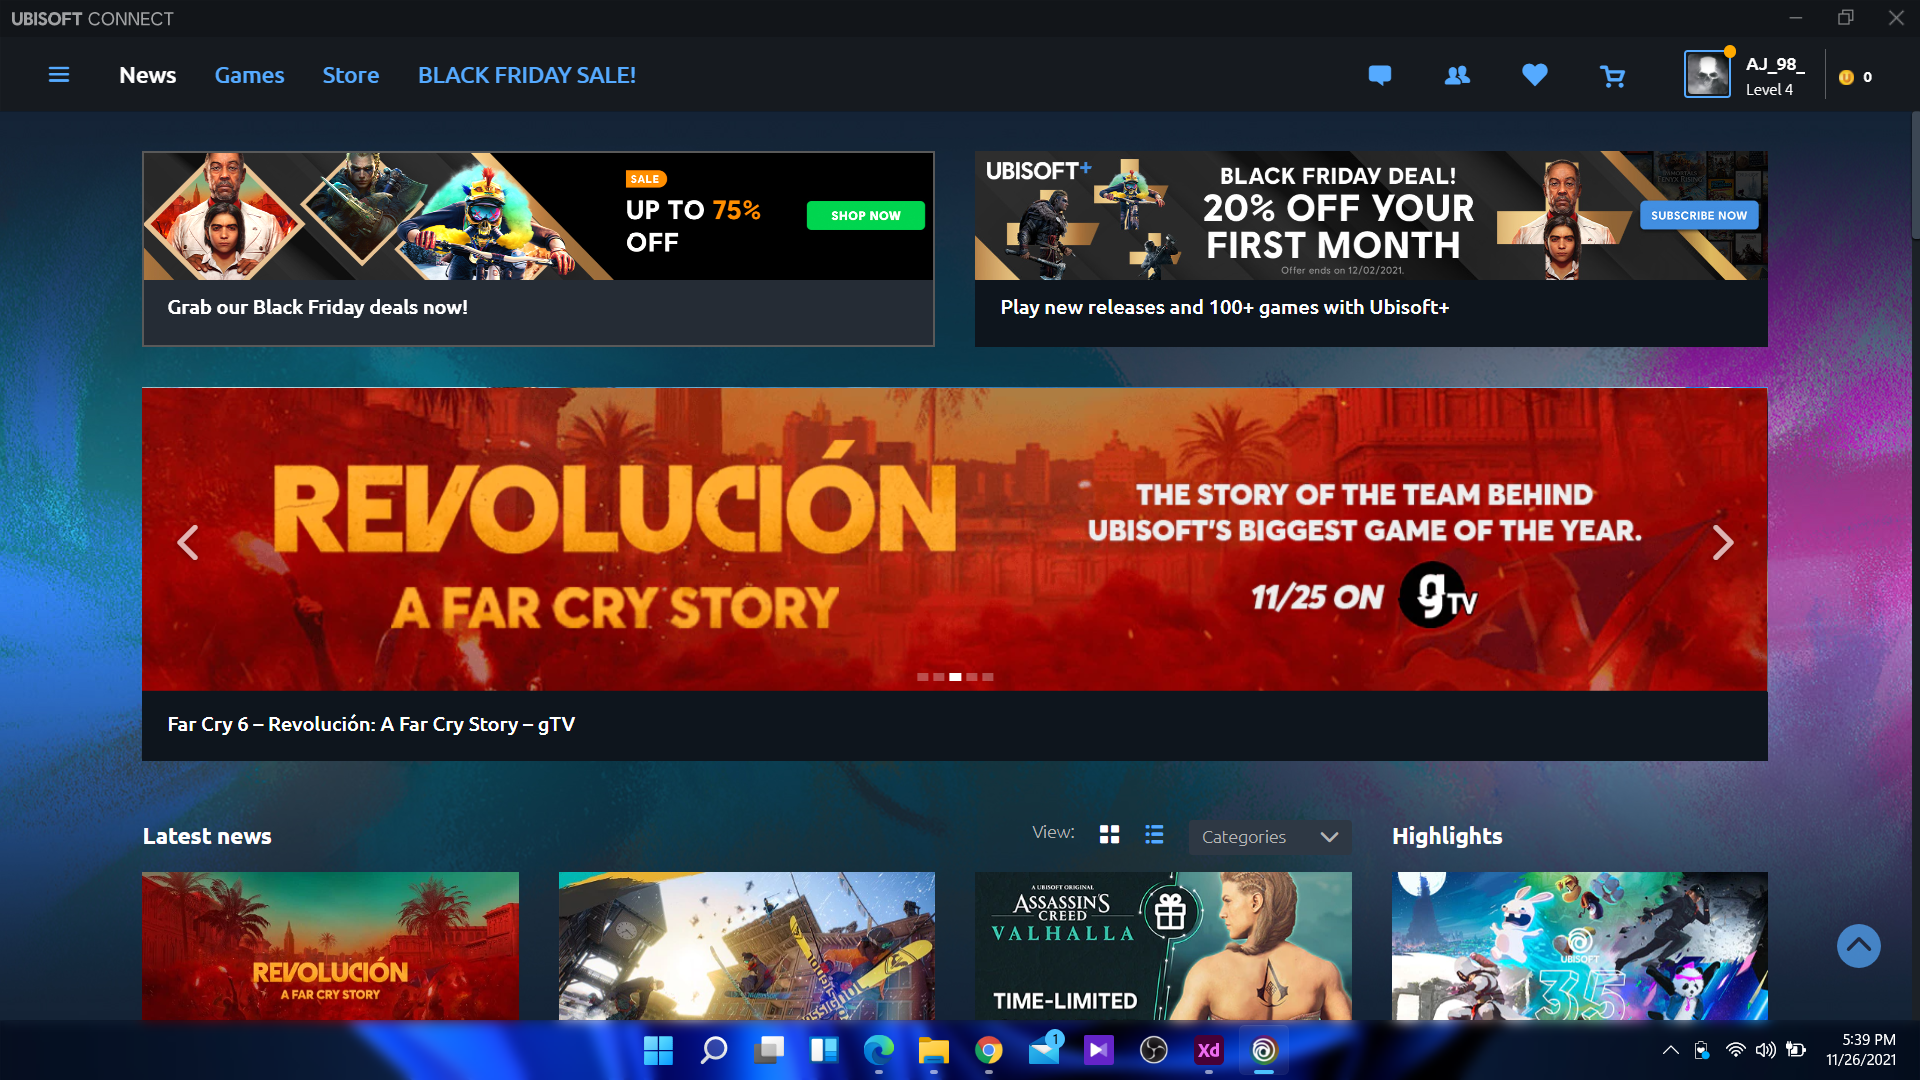 UBISOFT CONNECT
News
Games
Store
BLACK FRIDAY SALE!
AJ_98_
Level 4
0
SALE
UP TO 75%
OFF
SHOP NOW
Grab our Black Friday deals now!
UBISOFT+
BLACK FRIDAY DEAL!
20% OFF YOUR
FIRST MONTH
Offer ends on 12/02/2021.
SUBSCRIBE NOW
Play new releases and 100+ games with Ubisoft+
REVOLUCIÓN
A FAR CRY STORY
THE STORY OF THE TEAM BEHIND
UBISOFT'S BIGGEST GAME OF THE YEAR.
11/25 ON gTV
Far Cry 6 – Revolución: A Far Cry Story – gTV
Latest news
View:
Categories
Highlights
REVOLUCIÓN
A FAR CRY STORY
A UBISOFT ORIGINAL
ASSASSIN'S
CREED
VALHALLA
TIME-LIMITED
UBISOFT
35
1
Xd
5:39 PM
11/26/2021